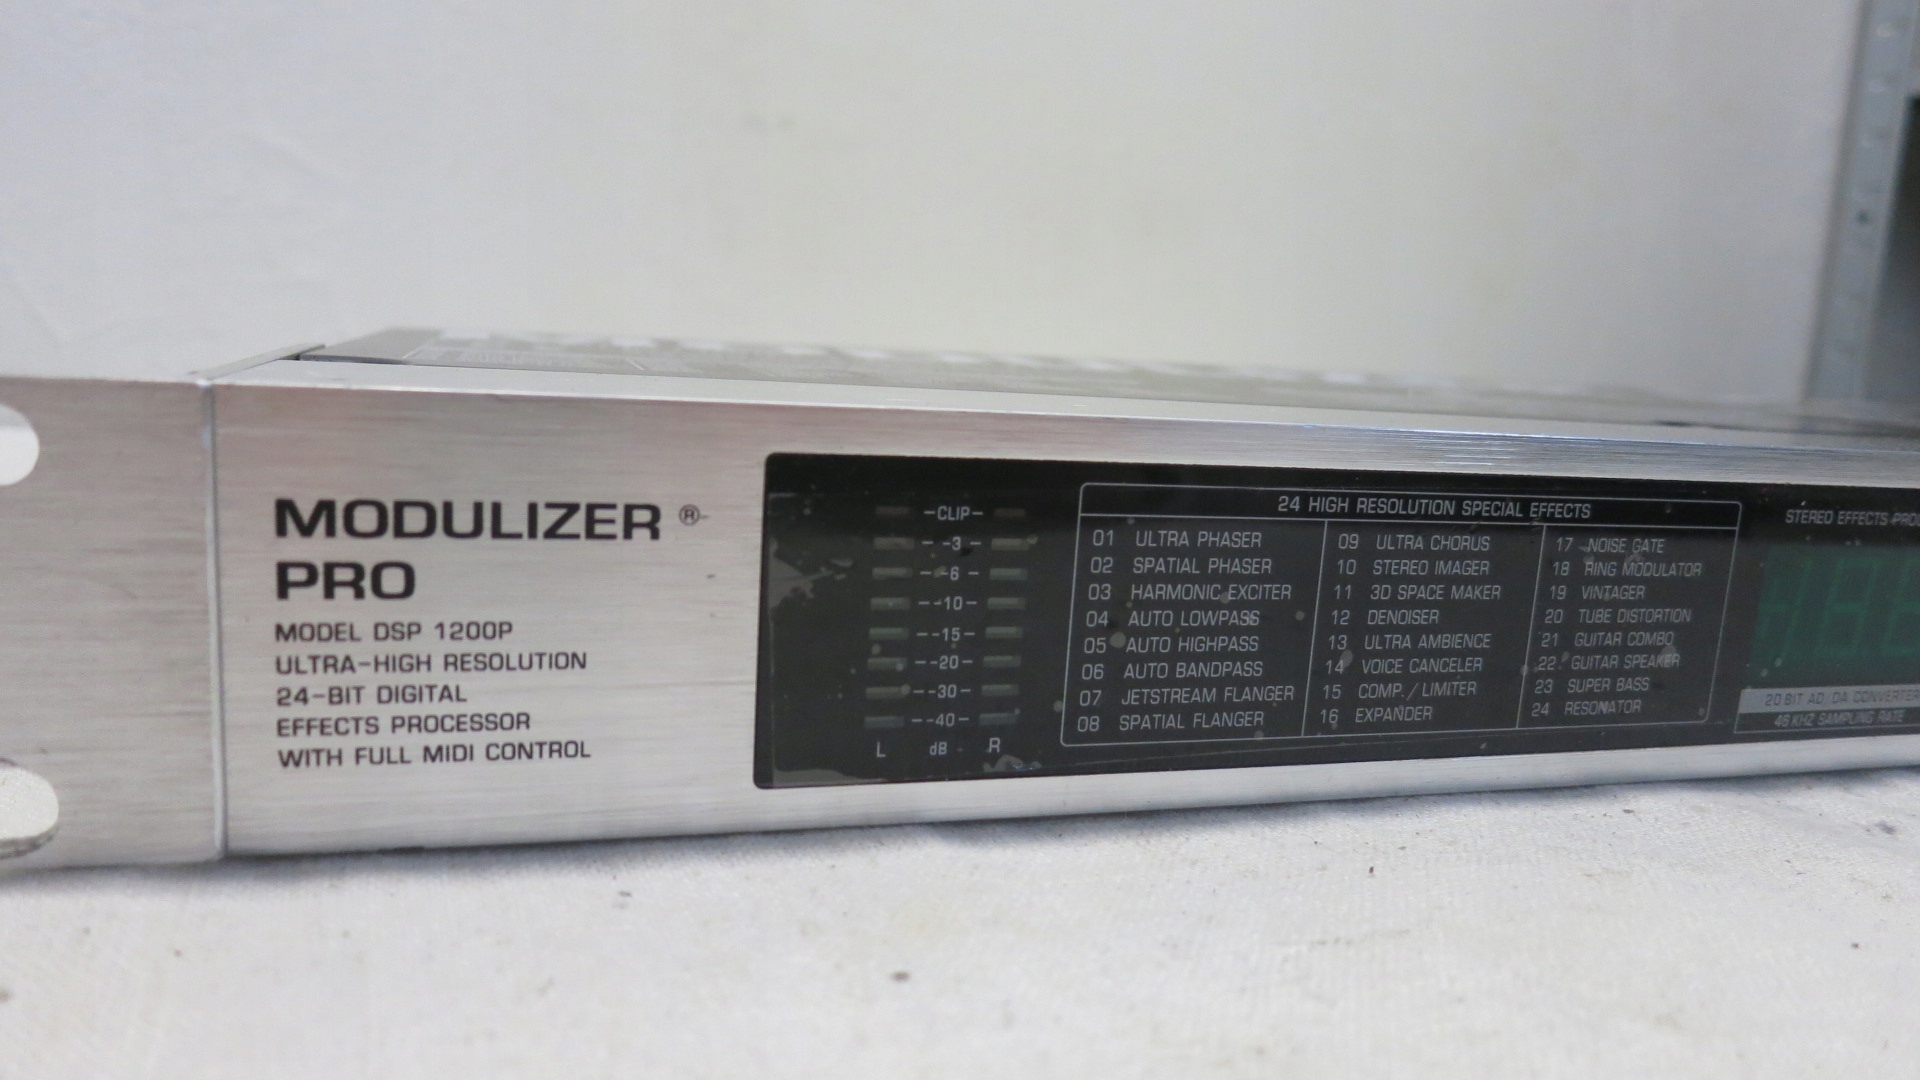 MODULIZER ®
PRO
MODEL DSP 1200P
ULTRA-HIGH RESOLUTION
24-BIT DIGITAL
EFFECTS PROCESSOR
WITH FULL MIDI CONTROL
-CLIP-
- -3 -
- -6 -
- -10 -
- -15 -
- -20 -
- -30 -
- -40 -
L dB R
24 HIGH RESOLUTION SPECIAL EFFECTS
01 ULTRA PHASER
02 SPATIAL PHASER
03 HARMONIC EXCITER
04 AUTO LOWPASS
05 AUTO HIGHPASS
06 AUTO BANDPASS
07 JETSTREAM FLANGER
08 SPATIAL FLANGER
09 ULTRA CHORUS
10 STEREO IMAGER
11 3D SPACE MAKER
12 DENOISER
13 ULTRA AMBIENCE
14 VOICE CANCELER
15 COMP. / LIMITER
16 EXPANDER
17 NOISE GATE
18 RING MODULATOR
19 VINTAGER
20 TUBE DISTORTION
21 GUITAR COMBO
22 GUITAR SPEAKER
23 SUPER BASS
24 RESONATOR
STEREO EFFECTS PRO
20 BIT AD/DA CONVERTER
46 KHZ SAMPLING RATE